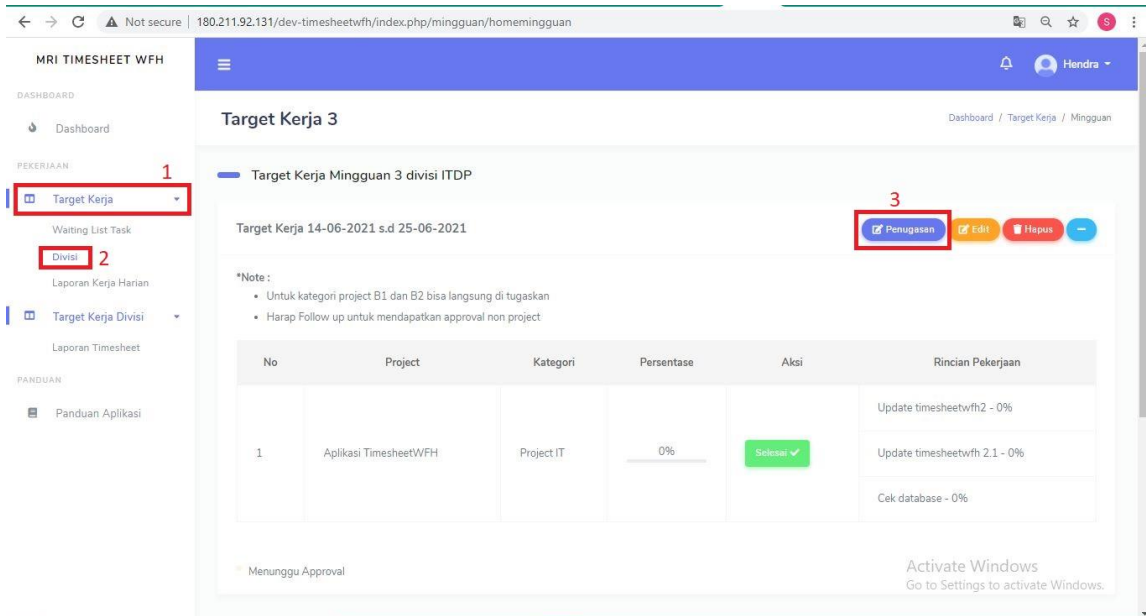 Not secure | 180.211.92.131/dev-timesheetwfh/index.php/mingguan/homemingguan
S
MRI TIMESHEET WFH
Hendra
DASHBOARD
Dashboard
Target Kerja 3
Dashboard / Target Kerja / Mingguan
PEKERJAAN
1
Target Kerja
Waiting List Task
Divisi
2
Laporan Kerja Harian
Target Kerja Divisi
Laporan Timesheet
PANDUAN
Panduan Aplikasi
Target Kerja Mingguan 3 divisi ITDP
3
Target Kerja 14-06-2021 s.d 25-06-2021
Penugasan
Edit
Hapus
*Note :
• Untuk kategori project B1 dan B2 bisa langsung di tugaskan
• Harap Follow up untuk mendapatkan approval non project
No Project Kategori Persentase Aksi Rincian Pekerjaan
1 Aplikasi TimesheetWFH Project IT 0% Selesai ✓
Update timesheetwfh2 - 0%
Update timesheetwfh 2.1 - 0%
Cek database - 0%
Menunggu Approval
Activate Windows
Go to Settings to activate Windows.